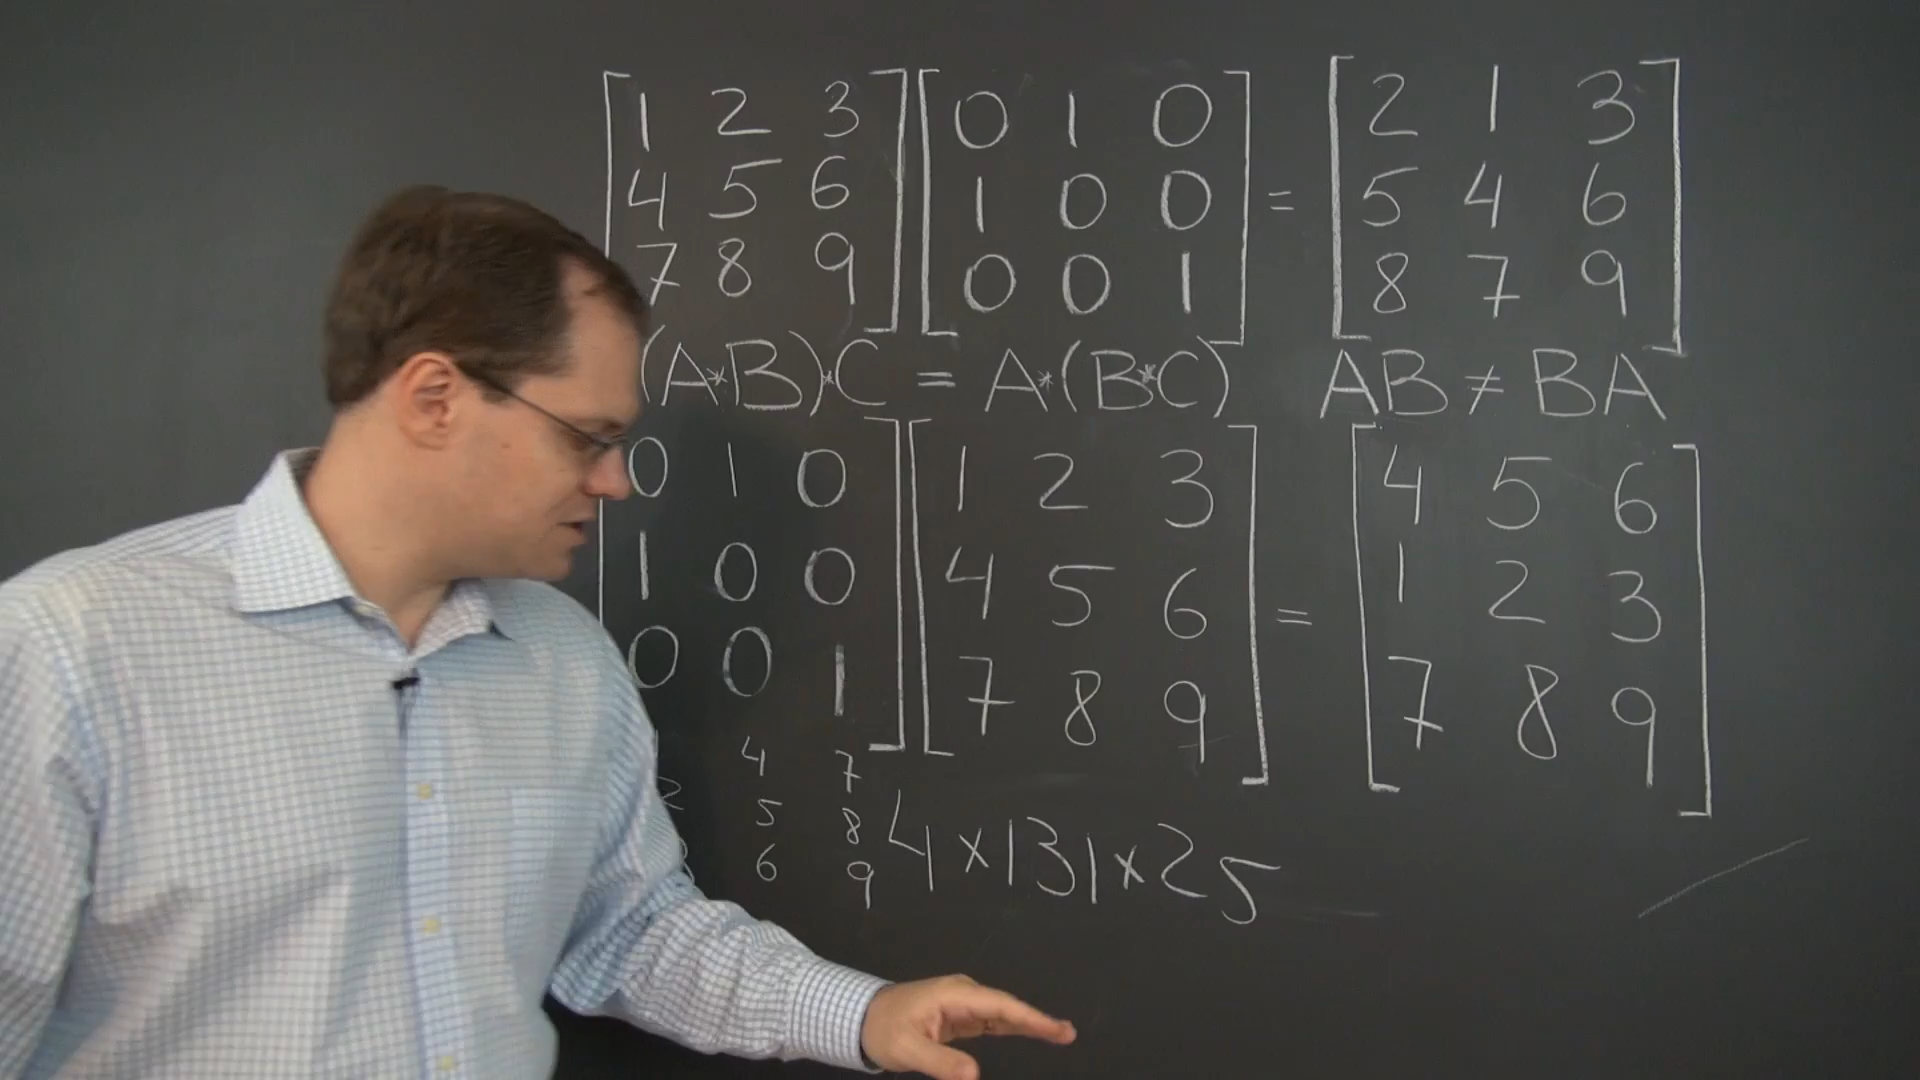 1 2 3 0 1 0 2 1 3
4 5 6 1 0 0 = 5 4 6
7 8 9 0 0 1 8 7 9
(A*B)*C = A*(B*C) AB ≠ BA
0 1 0 1 2 3 4 5 6
1 0 0 4 5 6 = 1 2 3
0 0 1 7 8 9 7 8 9
4 7
2 5 8
6 9
4×131×25